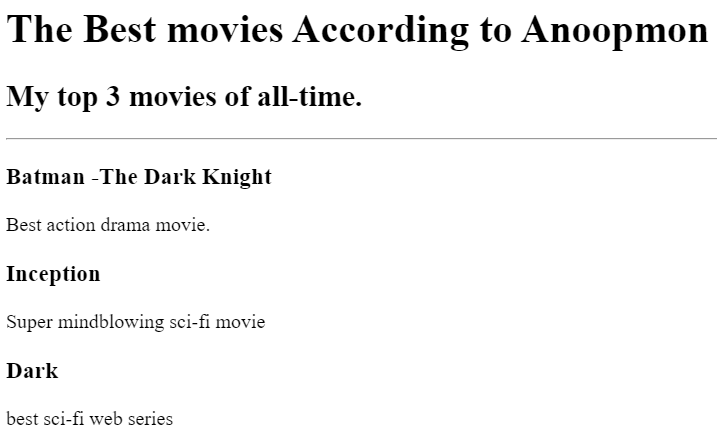 The Best movies According to Anoopmon
My top 3 movies of all-time.
Batman -The Dark Knight
Best action drama movie.
Inception
Super mindblowing sci-fi movie
Dark
best sci-fi web series